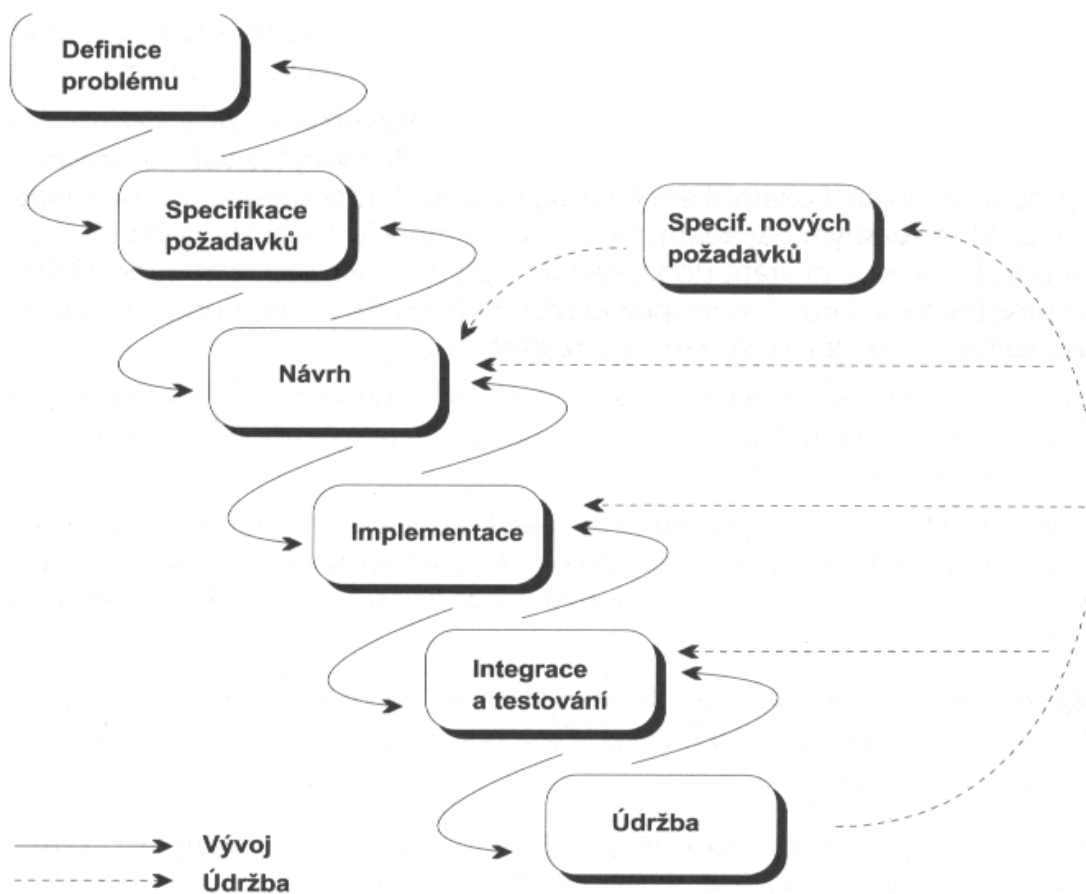 Definice
problému
Specifikace
požadavků
Specif. nových
požadavků
Návrh
Implementace
Integrace
a testování
Údržba
Vývoj
Údržba